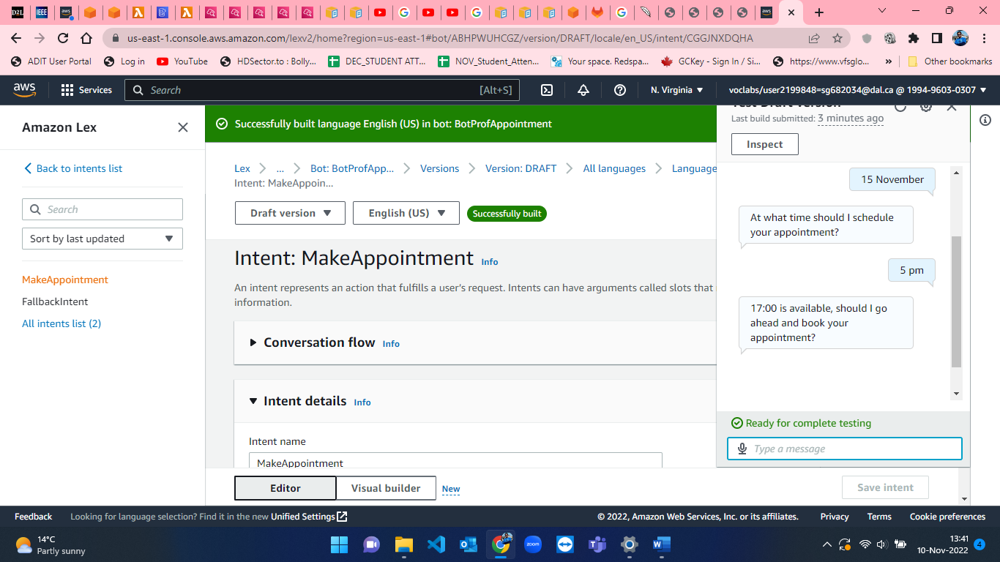 us-east-1.console.aws.amazon.com/lexv2/home?region=us-east-1#bot/ABHPWUHCGZ/version/DRAFT/locale/en_US/intent/CGGJNXDQHA
ADIT User Portal
Log in
YouTube
HDSector.to : Bolly...
DEC_STUDENT ATT...
NOV_Student_Atten...
Your space. Redspa...
GCKey - Sign In / Si...
https://www.vfsglo...
»
Other bookmarks
aws
Services
Search
[Alt+S]
N. Virginia
voclabs/user2199848=sg682034@dal.ca @ 1994-9603-0307
Amazon Lex
Back to intents list
Search
Sort by last updated
MakeAppointment
FallbackIntent
All intents list (2)
Successfully built language English (US) in bot: BotProfAppointment
Lex
...
Bot: BotProfApp...
Versions
Version: DRAFT
All languages
Language
Intent: MakeAppoin...
Draft version
English (US)
Successfully built
Intent: MakeAppointment Info
An intent represents an action that fulfills a user's request. Intents can have arguments called slots that
information.
Conversation flow Info
Intent details Info
Intent name
MakeAppointment
Editor
Visual builder
New
Save intent
Test Draft version
Last build submitted: 3 minutes ago
Inspect
15 November
At what time should I schedule
your appointment?
5 pm
17:00 is available, should I go
ahead and book your
appointment?
Ready for complete testing
Type a message
Feedback
Looking for language selection? Find it in the new Unified Settings
© 2022, Amazon Web Services, Inc. or its affiliates.
Privacy
Terms
Cookie preferences
14°C
Partly sunny
zoom
13:41
10-Nov-2022
4